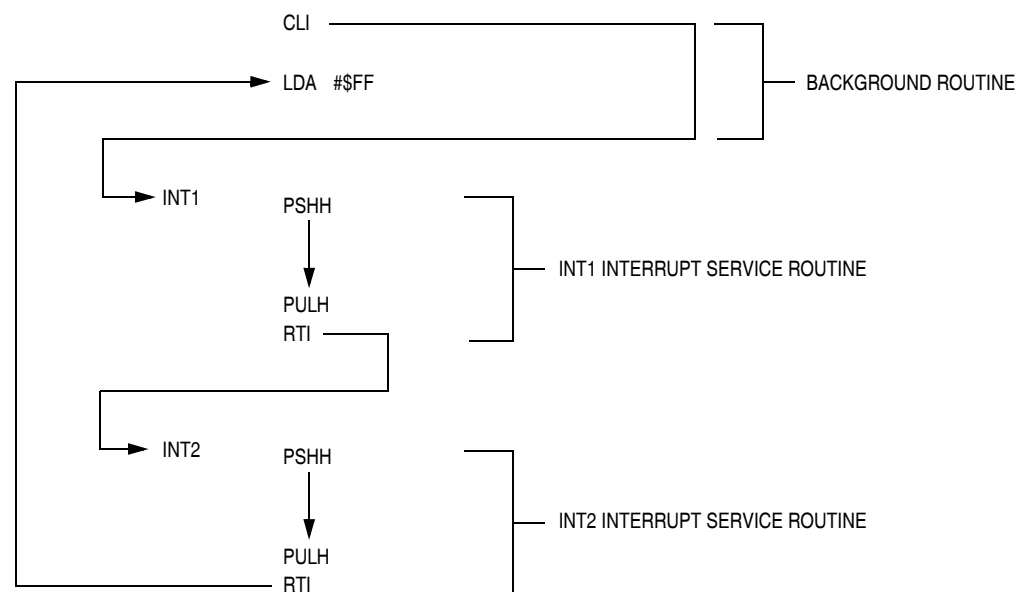 CLI
LDA #$FF
BACKGROUND ROUTINE
INT1
PSHH
INT1 INTERRUPT SERVICE ROUTINE
PULH
RTI
INT2
PSHH
INT2 INTERRUPT SERVICE ROUTINE
PULH
RTI